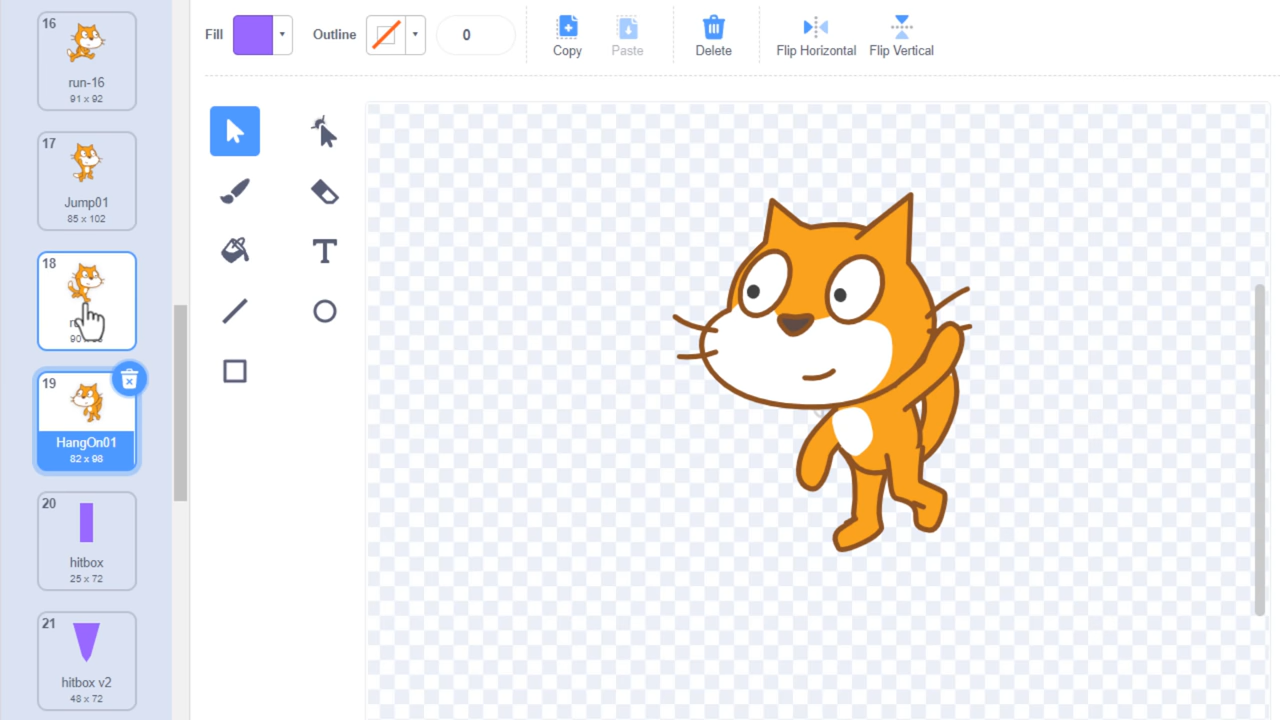 Fill
Outline
0
Copy
Paste
Delete
Flip Horizontal
Flip Vertical
16
run-16
91 x 92
17
Jump01
85 x 102
18
90
19
HangOn01
82 x 98
20
hitbox
25 x 72
21
hitbox v2
48 x 72